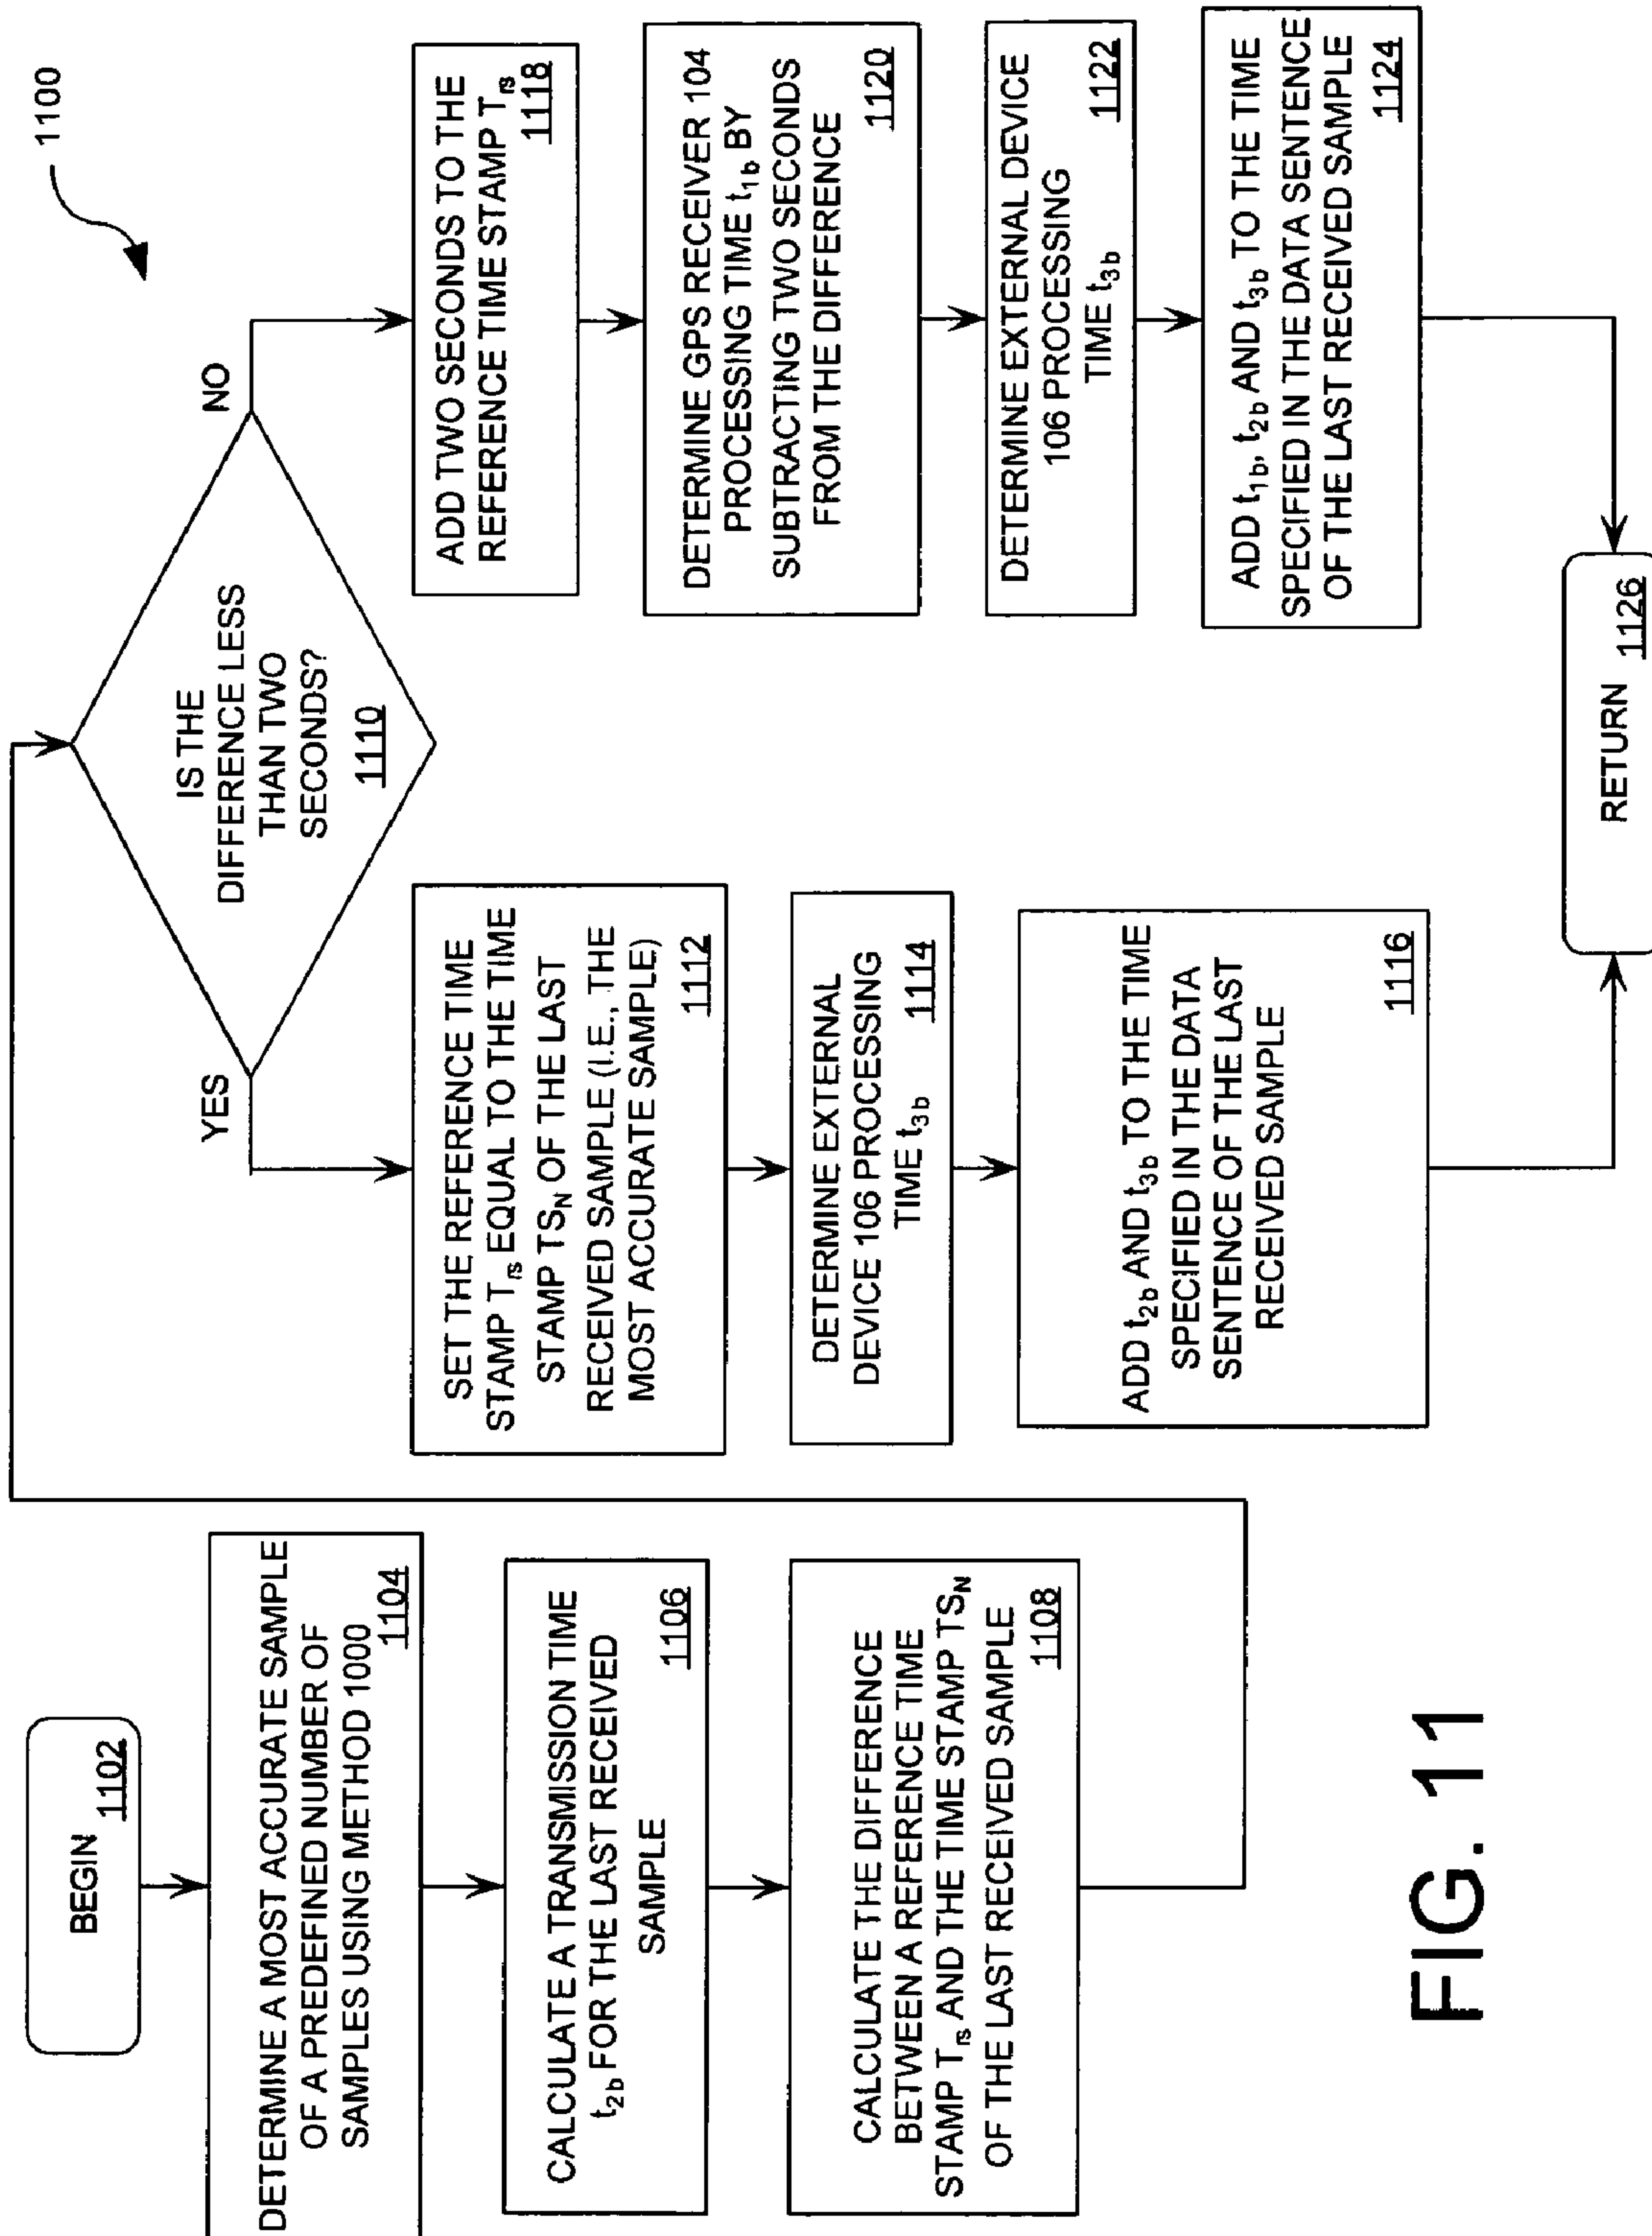 1100
BEGIN
1102
DETERMINE A MOST ACCURATE SAMPLE
OF A PREDEFINED NUMBER OF
SAMPLES USING METHOD 1000
1104
CALCULATE A TRANSMISSION TIME
t2b FOR THE LAST RECEIVED
SAMPLE
1106
CALCULATE THE DIFFERENCE
BETWEEN A REFERENCE TIME
STAMP Trs AND THE TIME STAMP TSN
OF THE LAST RECEIVED SAMPLE
1108
IS THE
DIFFERENCE LESS
THAN TWO
SECONDS?
1110
YES
NO
SET THE REFERENCE TIME
STAMP Trs EQUAL TO THE TIME
STAMP TSN OF THE LAST
RECEIVED SAMPLE (I.E., THE
MOST ACCURATE SAMPLE)
1112
DETERMINE EXTERNAL
DEVICE 106 PROCESSING
TIME t3b
1114
ADD t2b AND t3b TO THE TIME
SPECIFIED IN THE DATA
SENTENCE OF THE LAST
RECEIVED SAMPLE
1116
ADD TWO SECONDS TO THE
REFERENCE TIME STAMP Trs
1118
DETERMINE GPS RECEIVER 104
PROCESSING TIME t1b BY
SUBTRACTING TWO SECONDS
FROM THE DIFFERENCE
1120
DETERMINE EXTERNAL DEVICE
106 PROCESSING
TIME t3b
1122
ADD t1b, t2b AND t3b TO THE TIME
SPECIFIED IN THE DATA SENTENCE
OF THE LAST RECEIVED SAMPLE
1124
RETURN
1126
FIG. 11